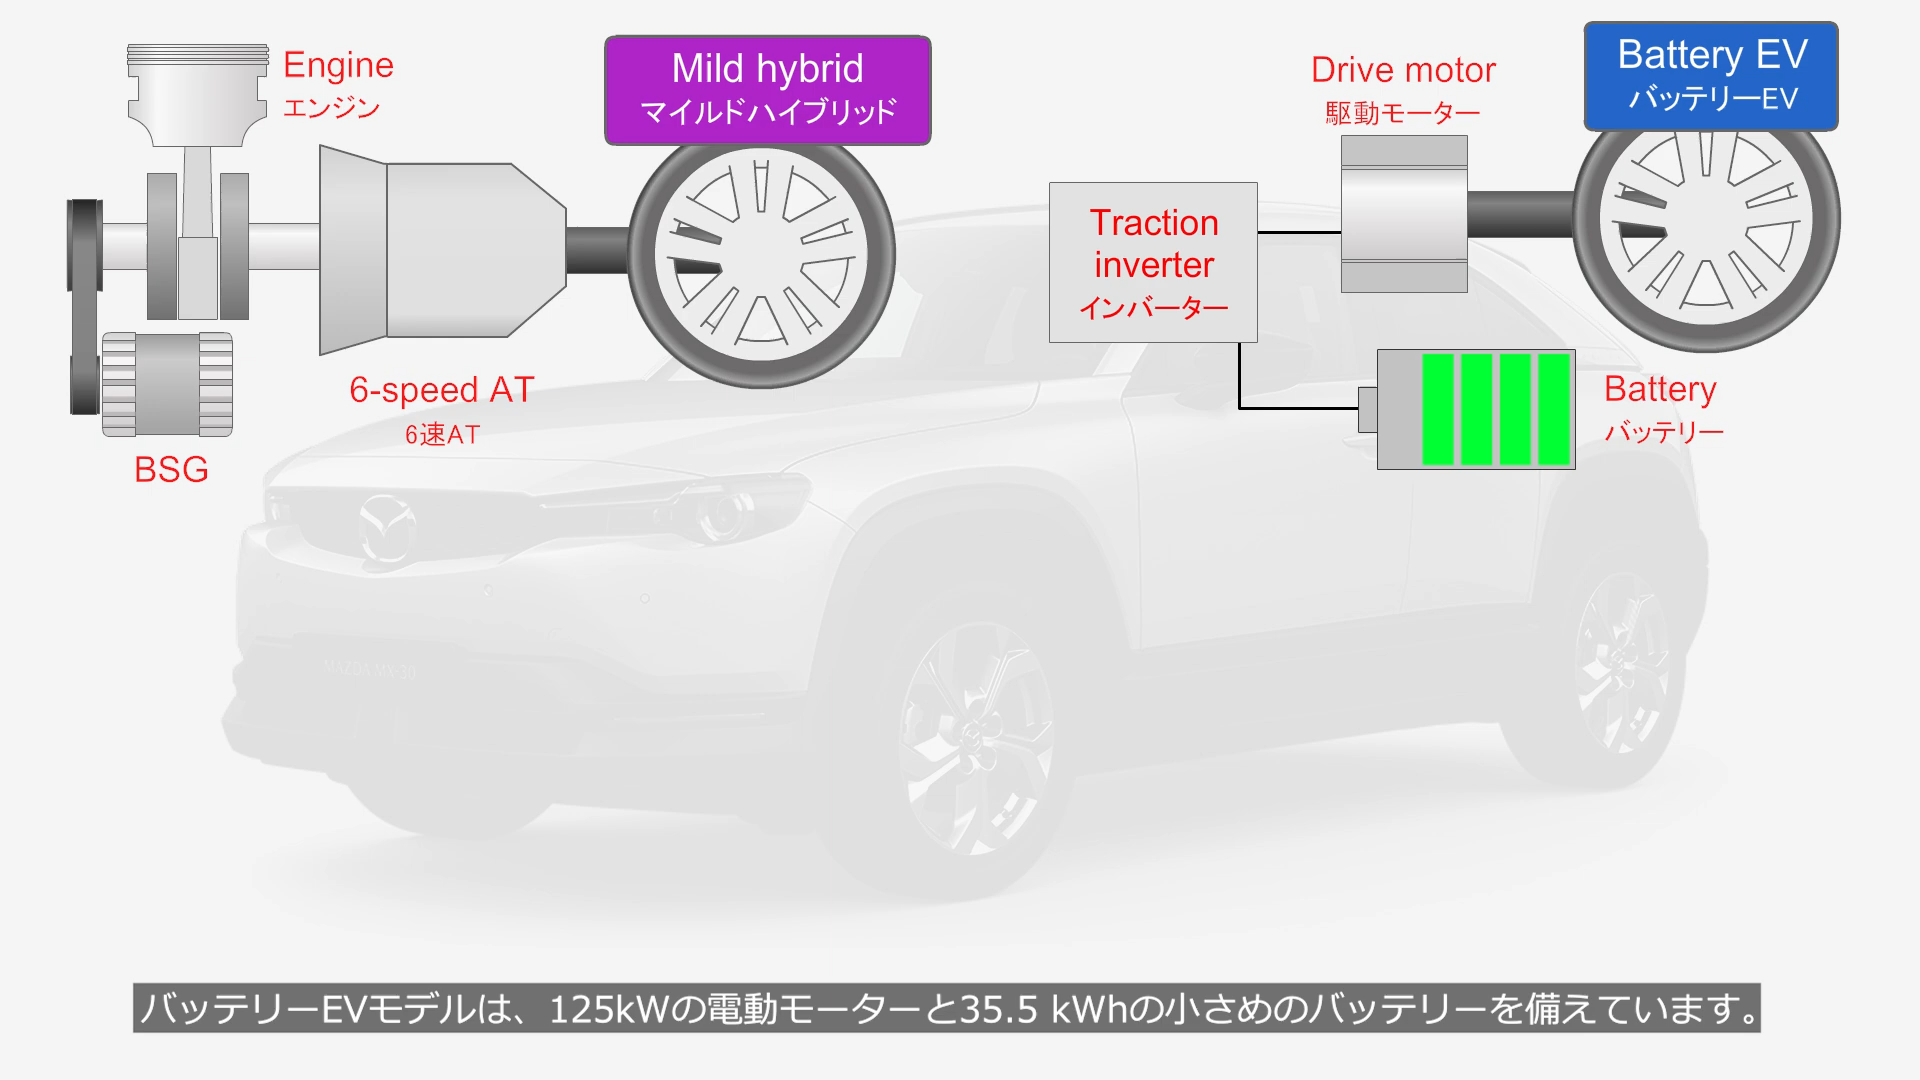 Engine
エンジン
Mild hybrid
マイルドハイブリッド
6-speed AT
6速AT
BSG
Drive motor
駆動モーター
Battery EV
バッテリーEV
Traction
inverter
インバーター
Battery
バッテリー
MAZDA MX-30
バッテリーEVモデルは、125kWの電動モーターと35.5 kWhの小さめのバッテリーを備えています。